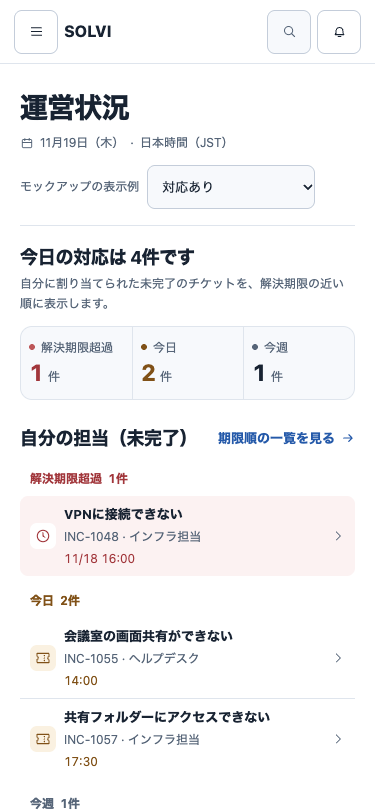 SOLVI
運営状況
11月19日（木） · 日本時間（JST）
モックアップの表示例 対応あり
今日の対応は 4件です
自分に割り当てられた未完了のチケットを、解決期限の近い
順に表示します。
解決期限超過 今日 今週
1 件 2 件 1 件
自分の担当（未完了） 期限順の一覧を見る →
解決期限超過 1件
VPNに接続できない
INC-1048 · インフラ担当
11/18 16:00
今日 2件
会議室の画面共有ができない
INC-1055 · ヘルプデスク
14:00
共有フォルダーにアクセスできない
INC-1057 · インフラ担当
17:30
今週 1件